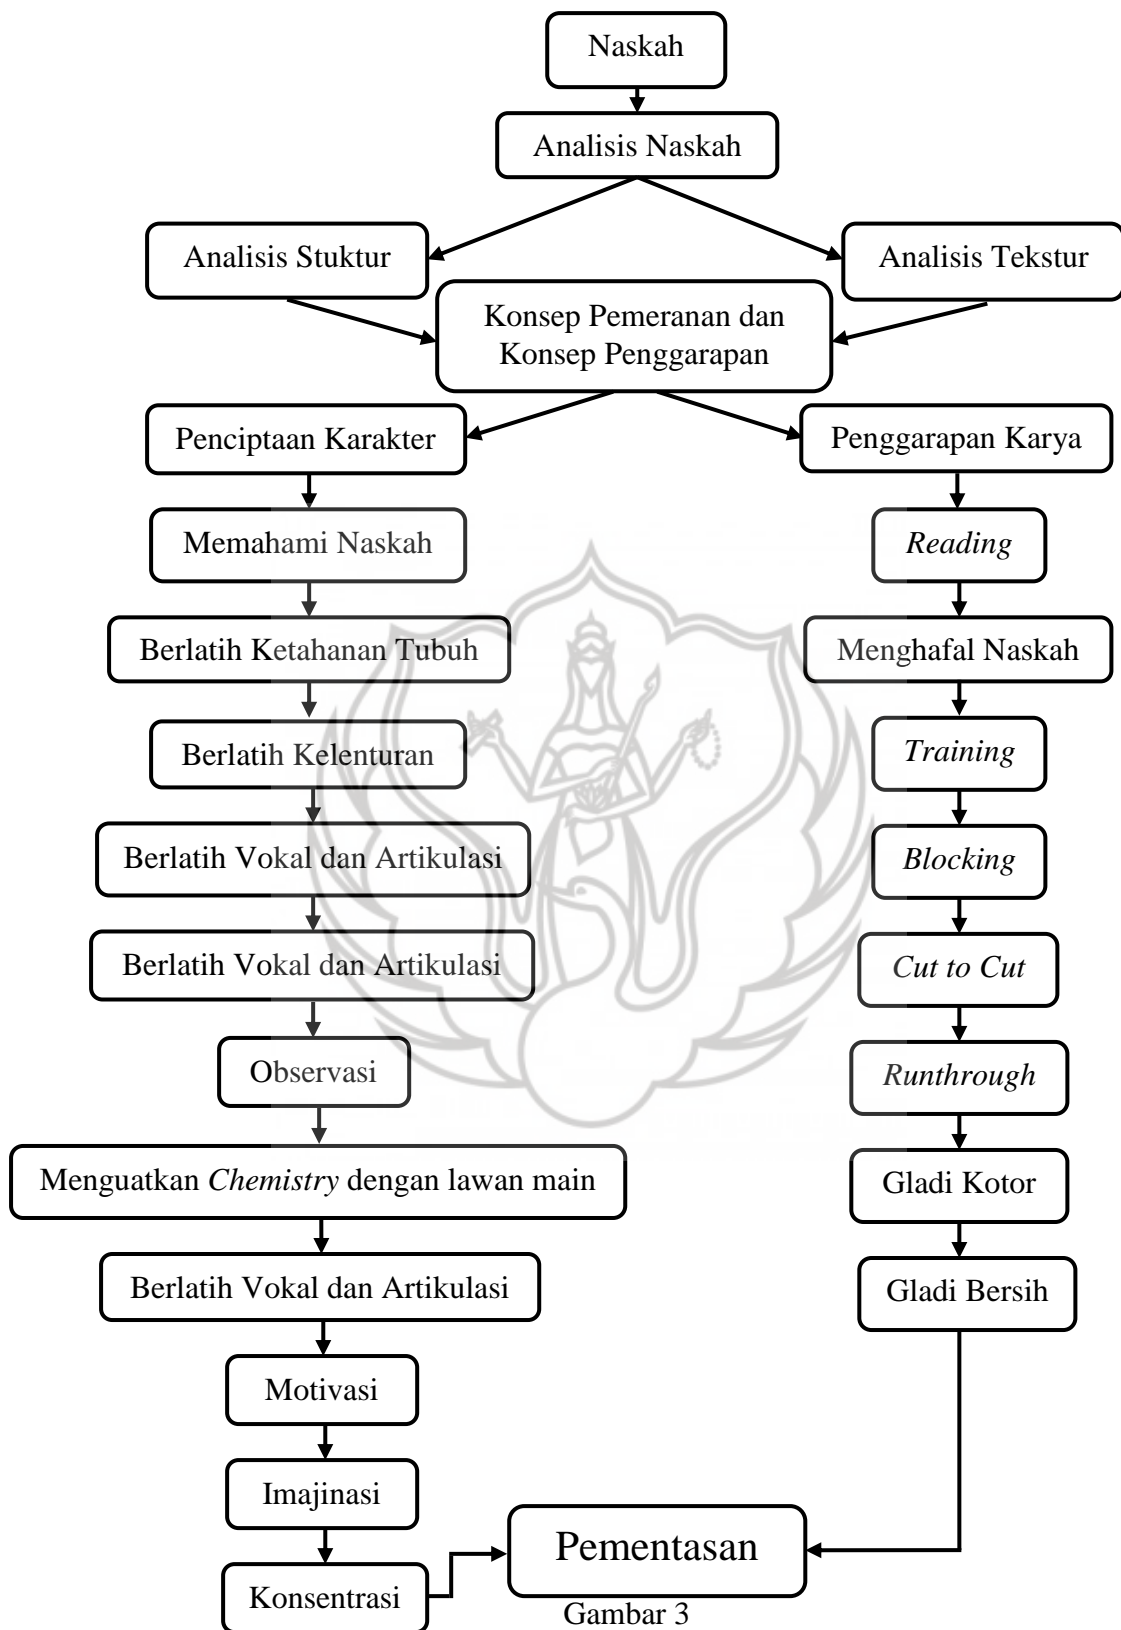 Naskah
Analisis Naskah
Analisis Stuktur
Analisis Tekstur
Konsep Pemeranan dan
Konsep Penggarapan
Penciptaan Karakter
Penggarapan Karya
Memahami Naskah
Reading
Berlatih Ketahanan Tubuh
Menghafal Naskah
Berlatih Kelenturan
Training
Berlatih Vokal dan Artikulasi
Blocking
Berlatih Vokal dan Artikulasi
Cut to Cut
Observasi
Runthrough
Menguatkan Chemistry dengan lawan main
Gladi Kotor
Berlatih Vokal dan Artikulasi
Gladi Bersih
Motivasi
Imajinasi
Konsentrasi
Pementasan
Gambar 3